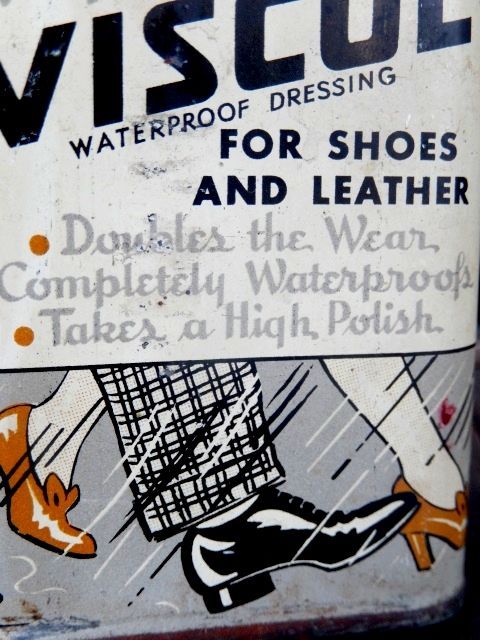 VISCOL
WATERPROOF DRESSING
FOR SHOES
AND LEATHER
Doubles the Wear
Completely Waterproofs
Takes a High Polish